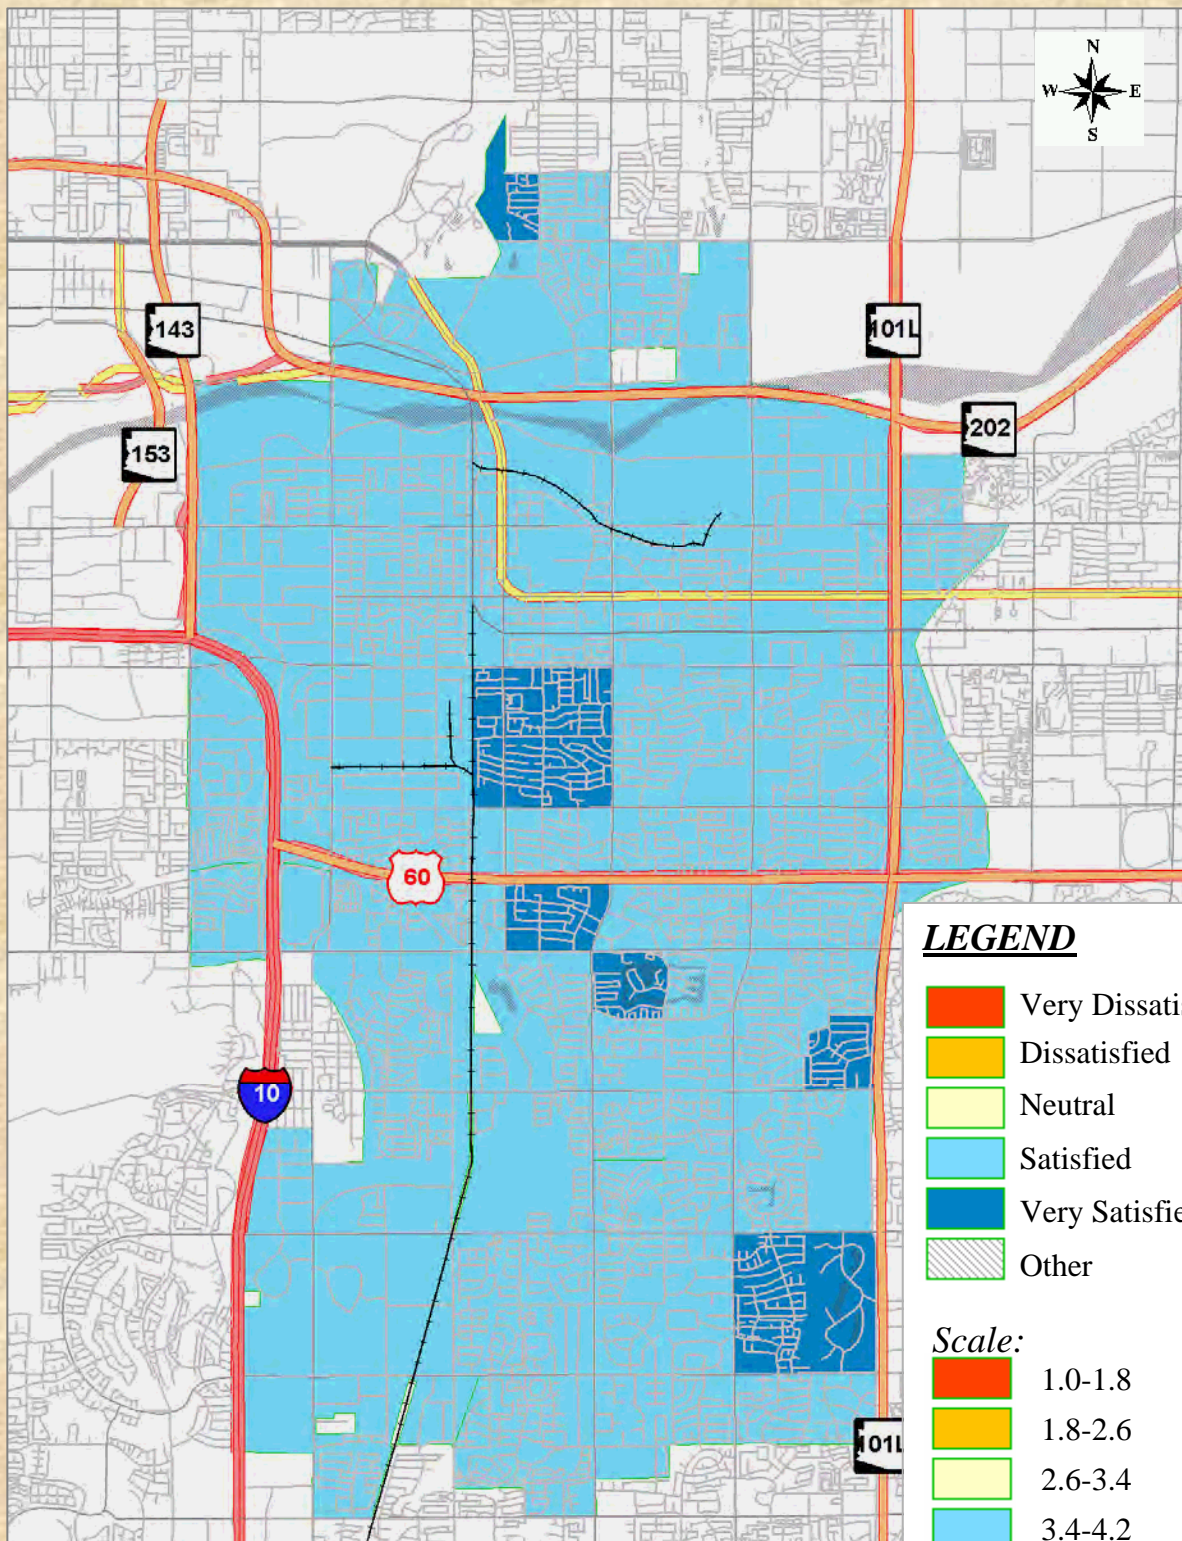 N
W E
S
143
101L
202
153
60
10
101L
LEGEND
Very Dissatis
Dissatisfied
Neutral
Satisfied
Very Satisfie
Other
Scale:
1.0-1.8
1.8-2.6
2.6-3.4
3.4-4.2